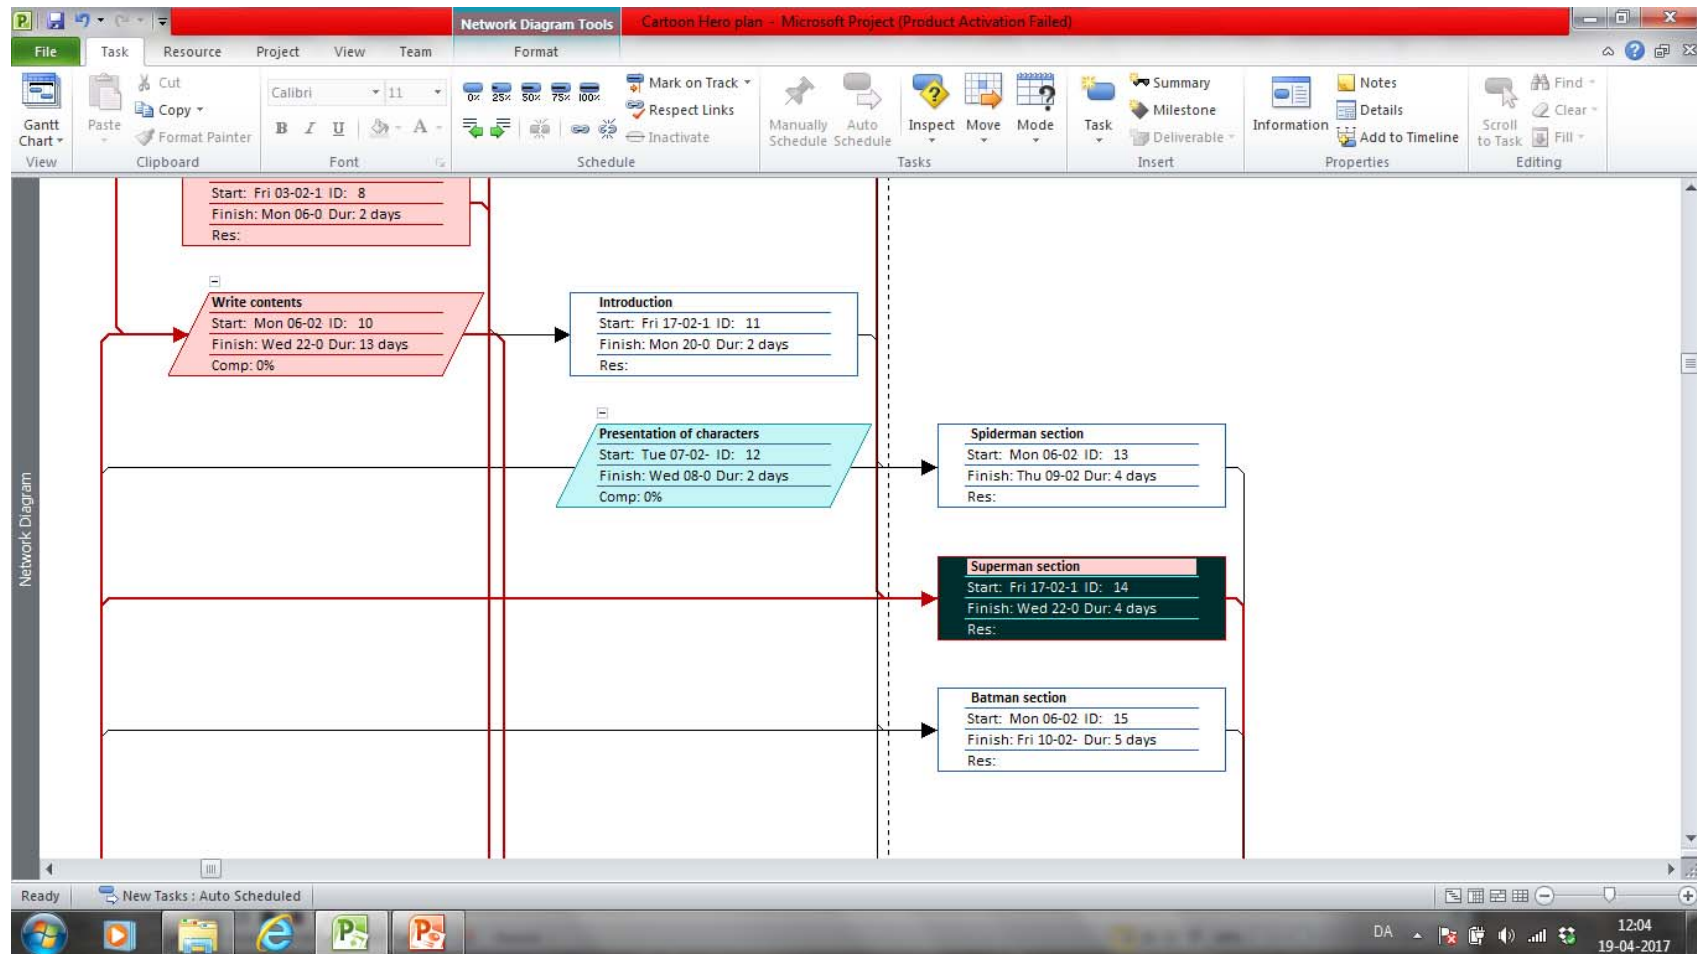 Network Diagram Tools
Cartoon Hero plan - Microsoft Project (Product Activation Failed)
File Task Resource Project View Team Format
Gantt Chart
View
Paste
Cut
Copy
Format Painter
Clipboard
Calibri 11
B I U A
Font
0% 25% 50% 75% 100%
Mark on Track
Respect Links
Inactivate
Schedule
Manually Schedule
Auto Schedule
Inspect
Move
Mode
Tasks
Task
Summary
Milestone
Deliverable
Insert
Information
Notes
Details
Add to Timeline
Properties
Scroll to Task
Find
Clear
Fill
Editing
Network Diagram
Start: Fri 03-02-1 ID: 8
Finish: Mon 06-0 Dur: 2 days
Res:
Write contents
Start: Mon 06-02 ID: 10
Finish: Wed 22-0 Dur: 13 days
Comp: 0%
Introduction
Start: Fri 17-02-1 ID: 11
Finish: Mon 20-0 Dur: 2 days
Res:
Presentation of characters
Start: Tue 07-02- ID: 12
Finish: Wed 08-0 Dur: 2 days
Comp: 0%
Spiderman section
Start: Mon 06-02 ID: 13
Finish: Thu 09-02 Dur: 4 days
Res:
Superman section
Start: Fri 17-02-1 ID: 14
Finish: Wed 22-0 Dur: 4 days
Res:
Batman section
Start: Mon 06-02 ID: 15
Finish: Fri 10-02- Dur: 5 days
Res:
Ready
New Tasks : Auto Scheduled
DA
12:04
19-04-2017